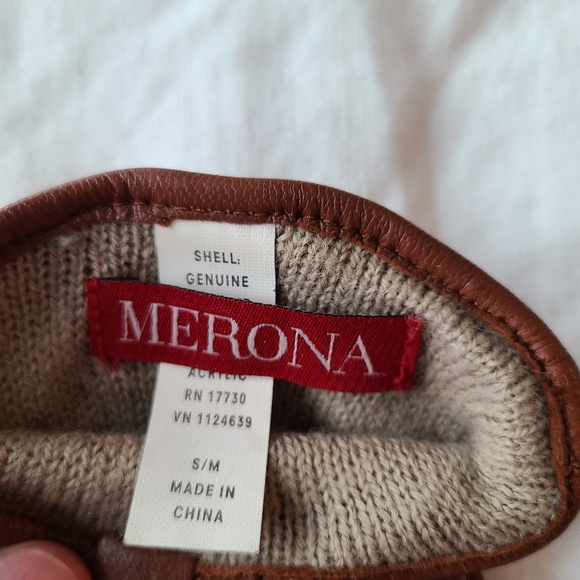 SHELL:
GENUINE
MERONA
ACRYLIC
RN 17730
VN 1124639
S/M
MADE IN
CHINA